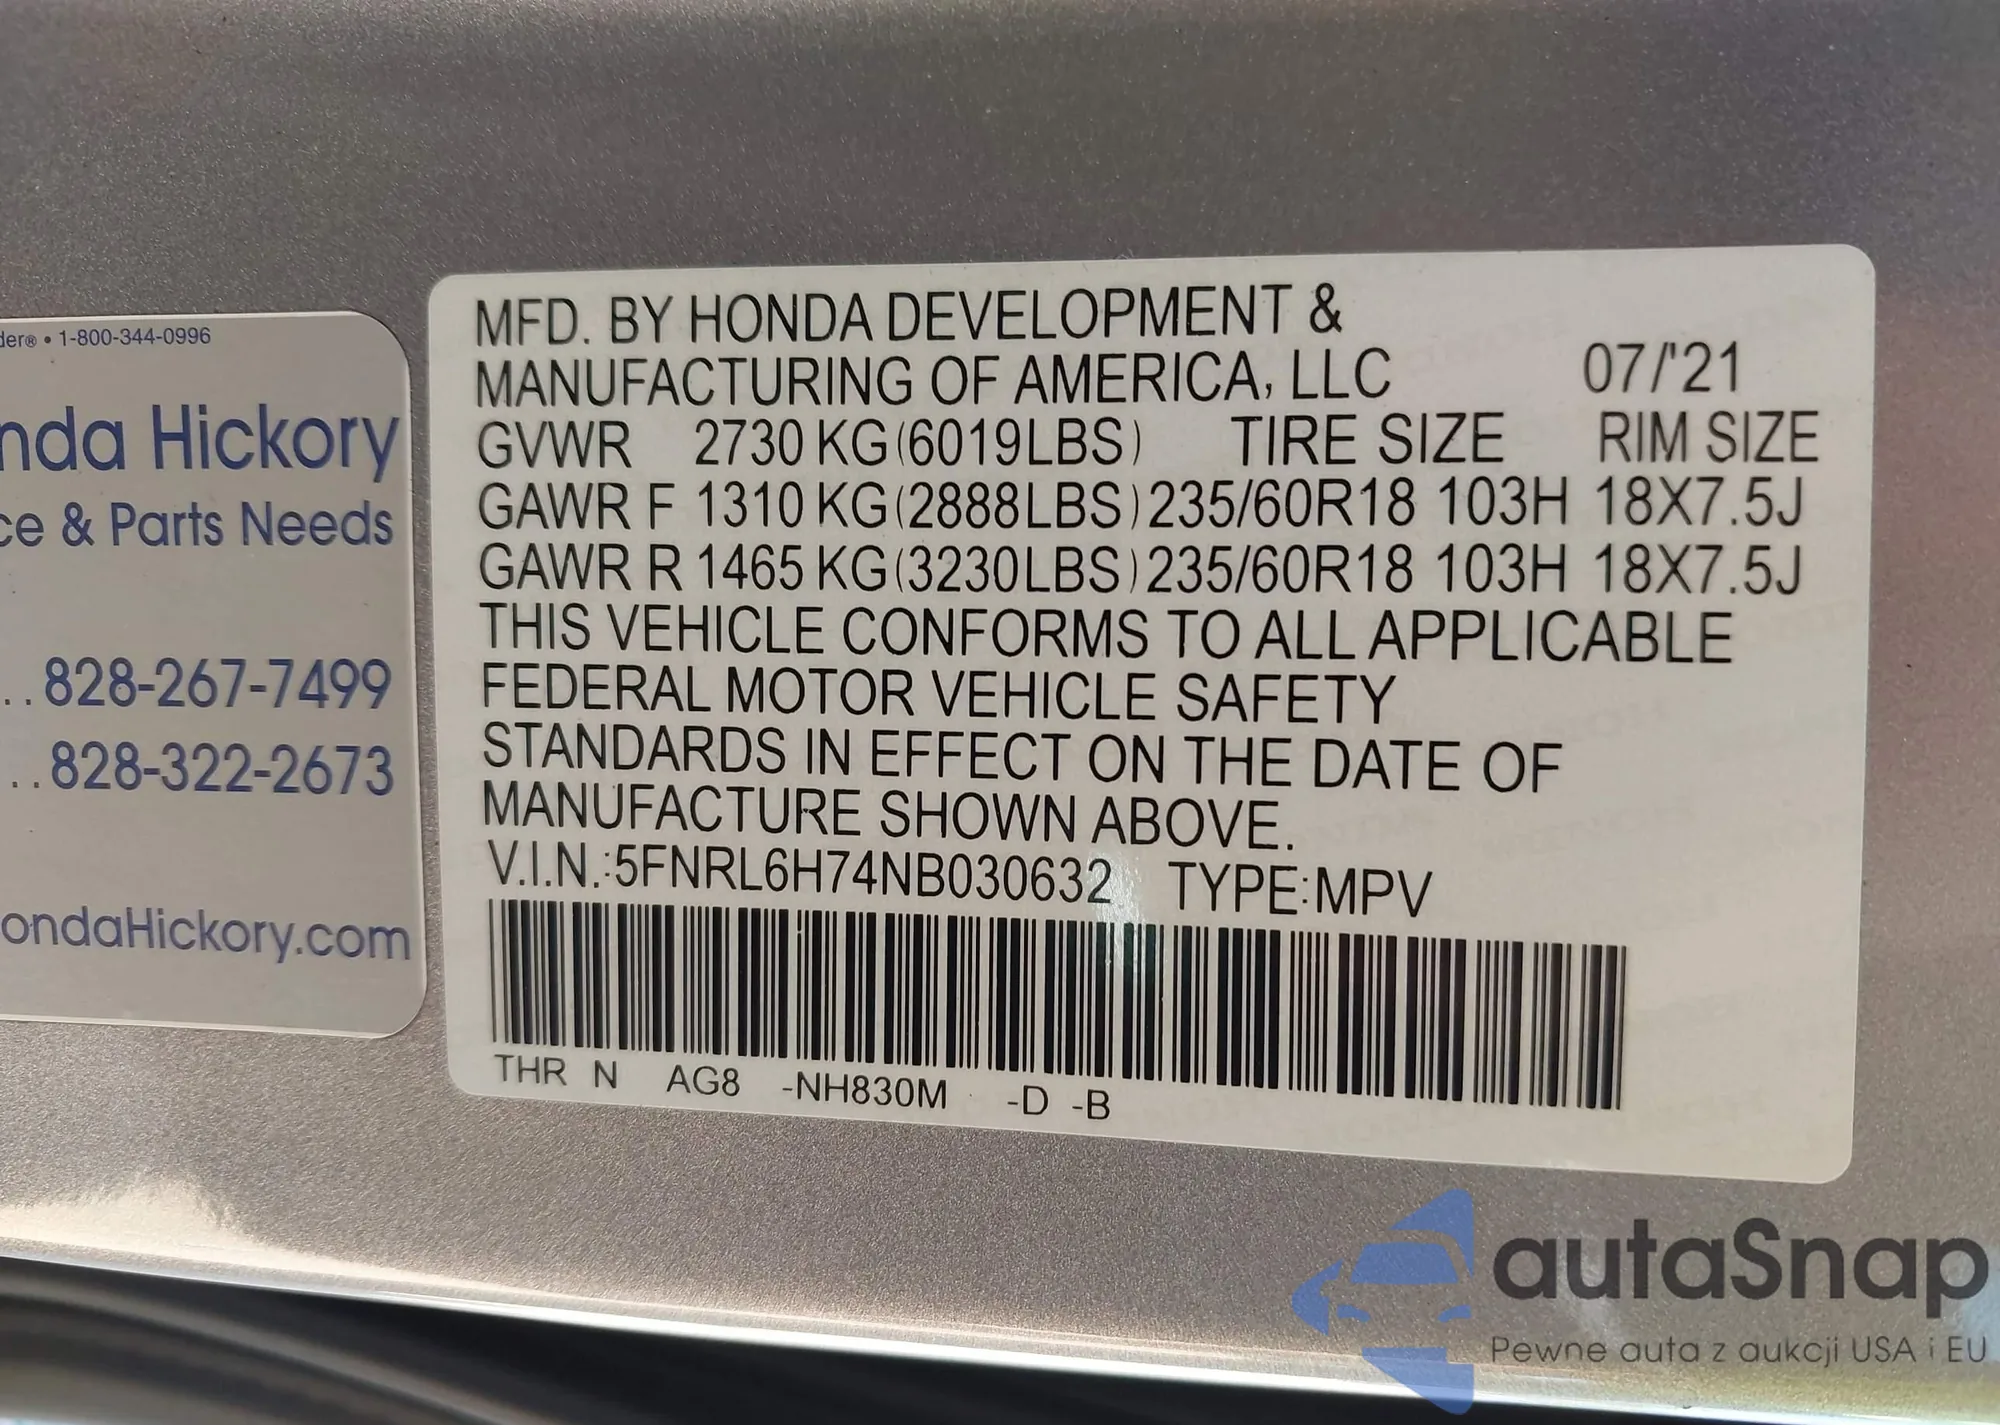 der® • 1-800-344-0996
nda Hickory
ce & Parts Needs
..828-267-7499
..828-322-2673
ondaHickory.com
MFD. BY HONDA DEVELOPMENT &
MANUFACTURING OF AMERICA, LLC 07/'21
GVWR 2730 KG(6019LBS) TIRE SIZE RIM SIZE
GAWR F 1310 KG(2888LBS) 235/60R18 103H 18X7.5J
GAWR R 1465 KG(3230LBS) 235/60R18 103H 18X7.5J
THIS VEHICLE CONFORMS TO ALL APPLICABLE
FEDERAL MOTOR VEHICLE SAFETY
STANDARDS IN EFFECT ON THE DATE OF
MANUFACTURE SHOWN ABOVE.
V.I.N.:5FNRL6H74NB030632 TYPE:MPV
THR N AG8 -NH830M -D -B
autaSnap
Pewne auta z aukcji USA i EU